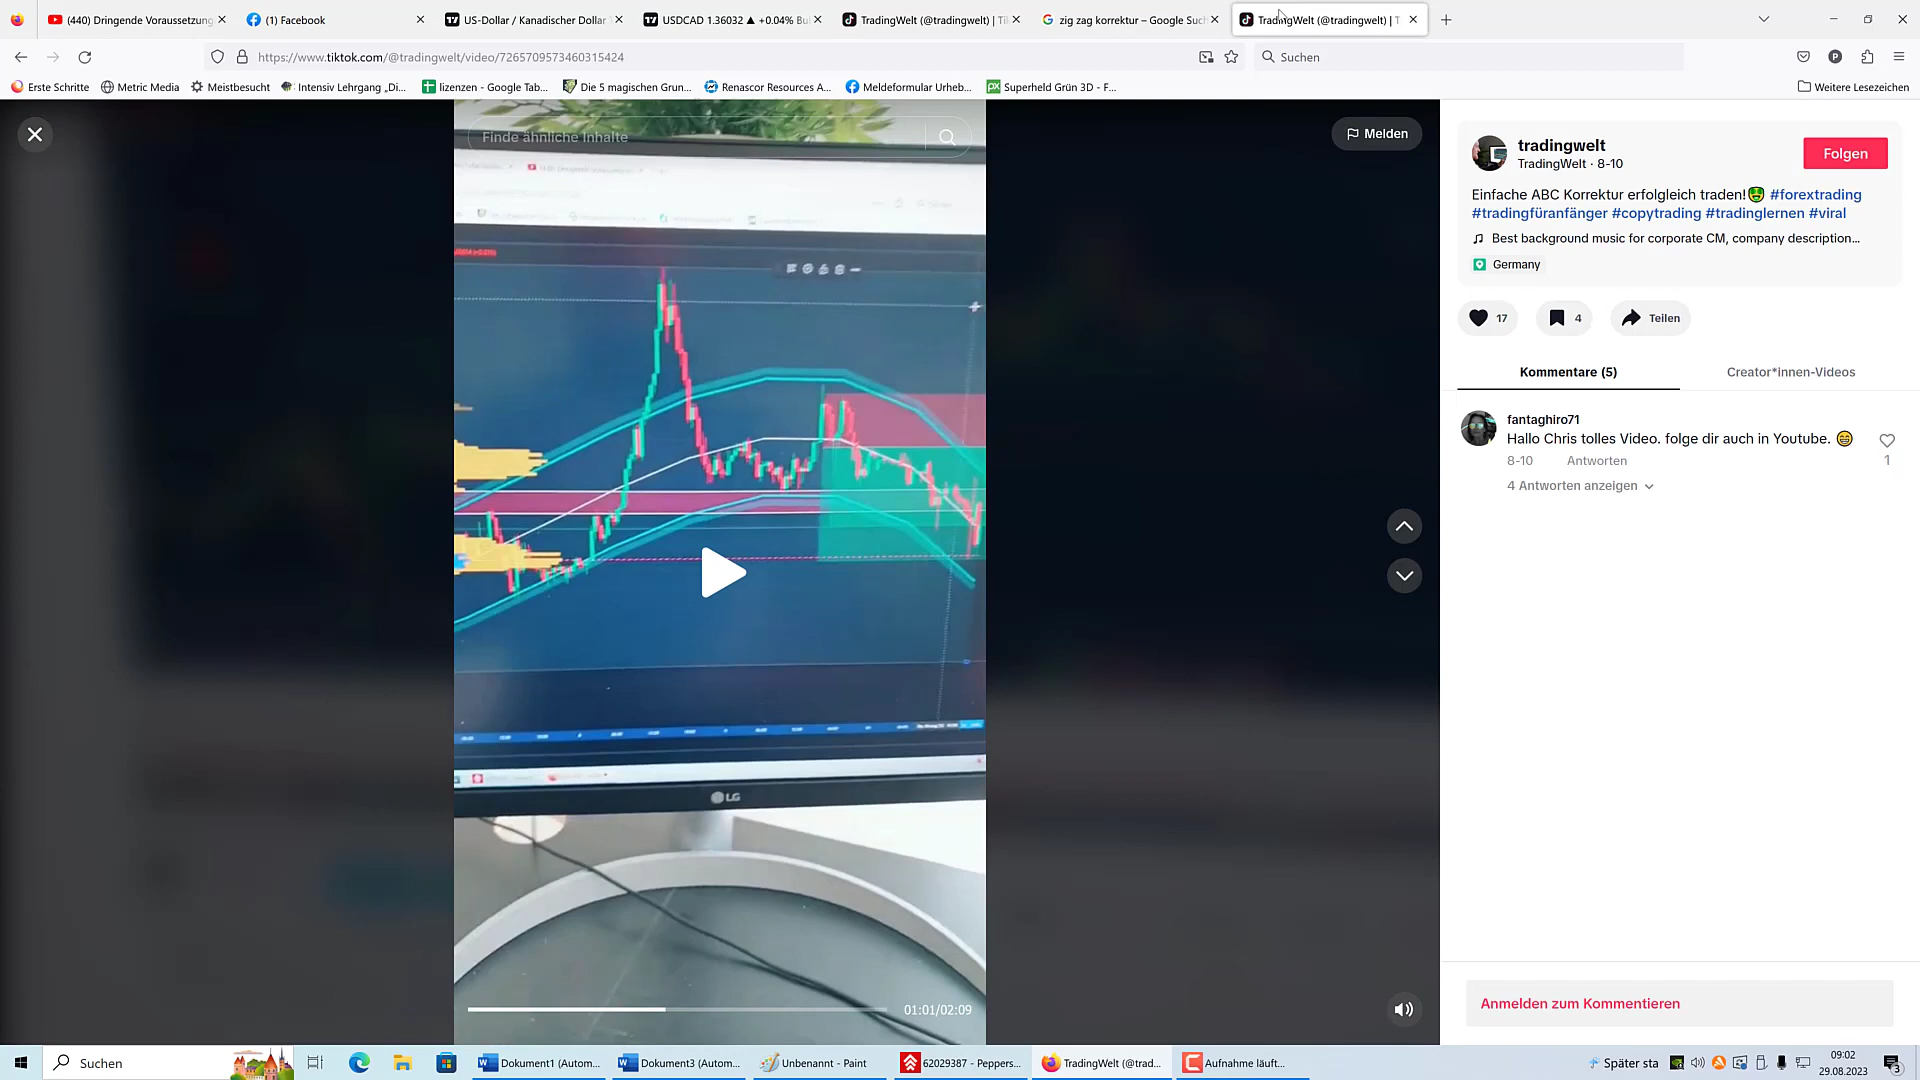 (440) Dringende Voraussetzung
(1) Facebook
US-Dollar / Kanadischer Dollar
USDCAD 1.36032 ▲ +0.04% Bu
TradingWelt (@tradingwelt) | Ti
zig zag korrektur – Google Such
TradingWelt (@tradingwelt) | T
https://www.tiktok.com/@tradingwelt/video/7265709573460315424
Suchen
Erste Schritte
Metric Media
Meistbesucht
Intensiv Lehrgang „Di...
lizenzen - Google Tab...
Die 5 magischen Grun...
Renascor Resources A...
Meldeformular Urheb...
Superheld Grün 3D - F...
Weitere Lesezeichen
Finde ähnliche Inhalte
Melden
tradingwelt
TradingWelt · 8-10
Folgen
Einfache ABC Korrektur erfolgleich traden!🤑 #forextrading
#tradingfüranfänger #copytrading #tradinglernen #viral
Best background music for corporate CM, company description...
Germany
17
4
Teilen
Kommentare (5)
Creator*innen-Videos
fantaghiro71
Hallo Chris tolles Video. folge dir auch in Youtube. 😁
8-10
Antworten
1
4 Antworten anzeigen
LG
01:01/02:09
Anmelden zum Kommentieren
Suchen
Dokument1 (Autom...
Dokument3 (Autom...
Unbenannt - Paint
62029387 - Peppers...
TradingWelt (@trad...
Aufnahme läuft...
Später sta
09:02
29.08.2023
3